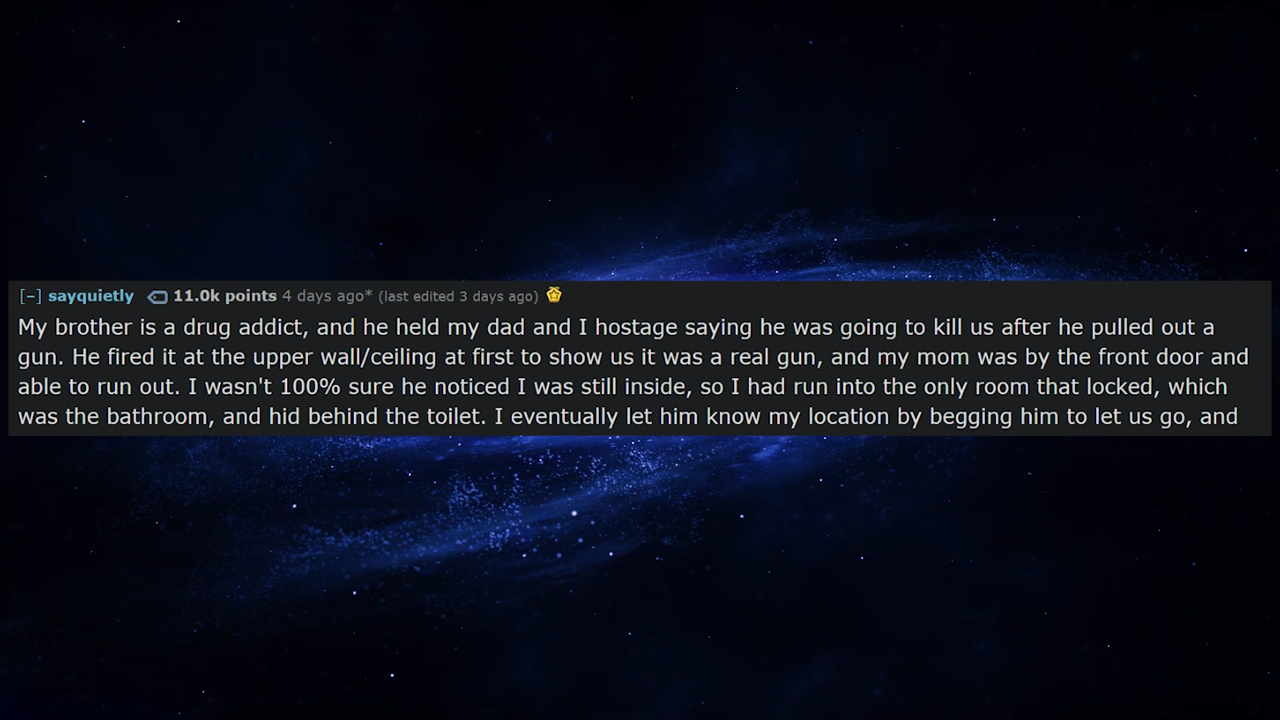 [–] sayquietly 11.0k points 4 days ago* (last edited 3 days ago)
My brother is a drug addict, and he held my dad and I hostage saying he was going to kill us after he pulled out a
gun. He fired it at the upper wall/ceiling at first to show us it was a real gun, and my mom was by the front door and
able to run out. I wasn't 100% sure he noticed I was still inside, so I had run into the only room that locked, which
was the bathroom, and hid behind the toilet. I eventually let him know my location by begging him to let us go, and